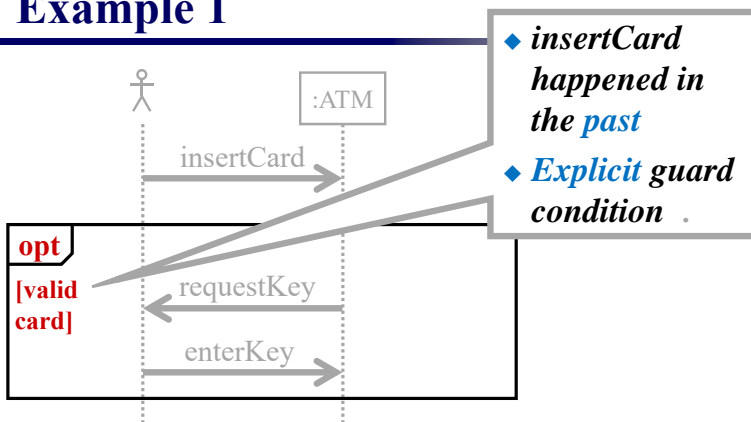 Example 1
◆ insertCard
happened in
the past
◆ Explicit guard
condition .
:ATM
insertCard
opt
[valid
card]
requestKey
enterKey